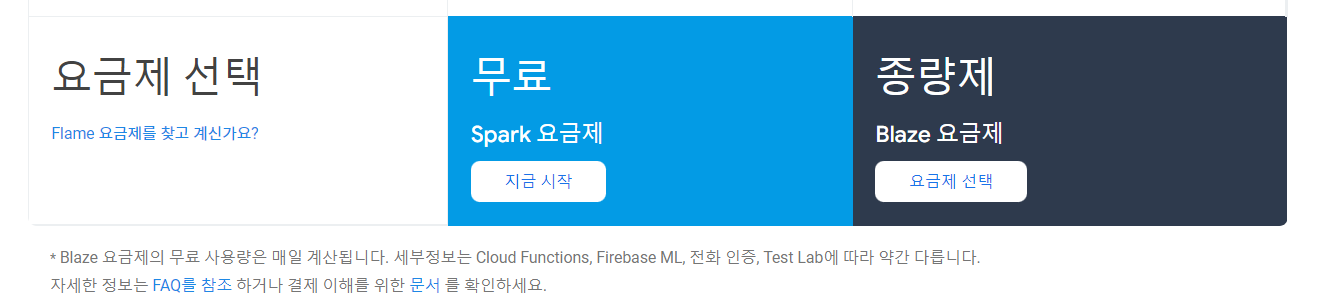 요금제 선택
Flame 요금제를 찾고 계신가요?
무료
Spark 요금제
지금 시작
종량제
Blaze 요금제
요금제 선택
* Blaze 요금제의 무료 사용량은 매일 계산됩니다. 세부정보는 Cloud Functions, Firebase ML, 전화 인증, Test Lab에 따라 약간 다릅니다.
자세한 정보는 FAQ를 참조 하거나 결제 이해를 위한 문서 를 확인하세요.